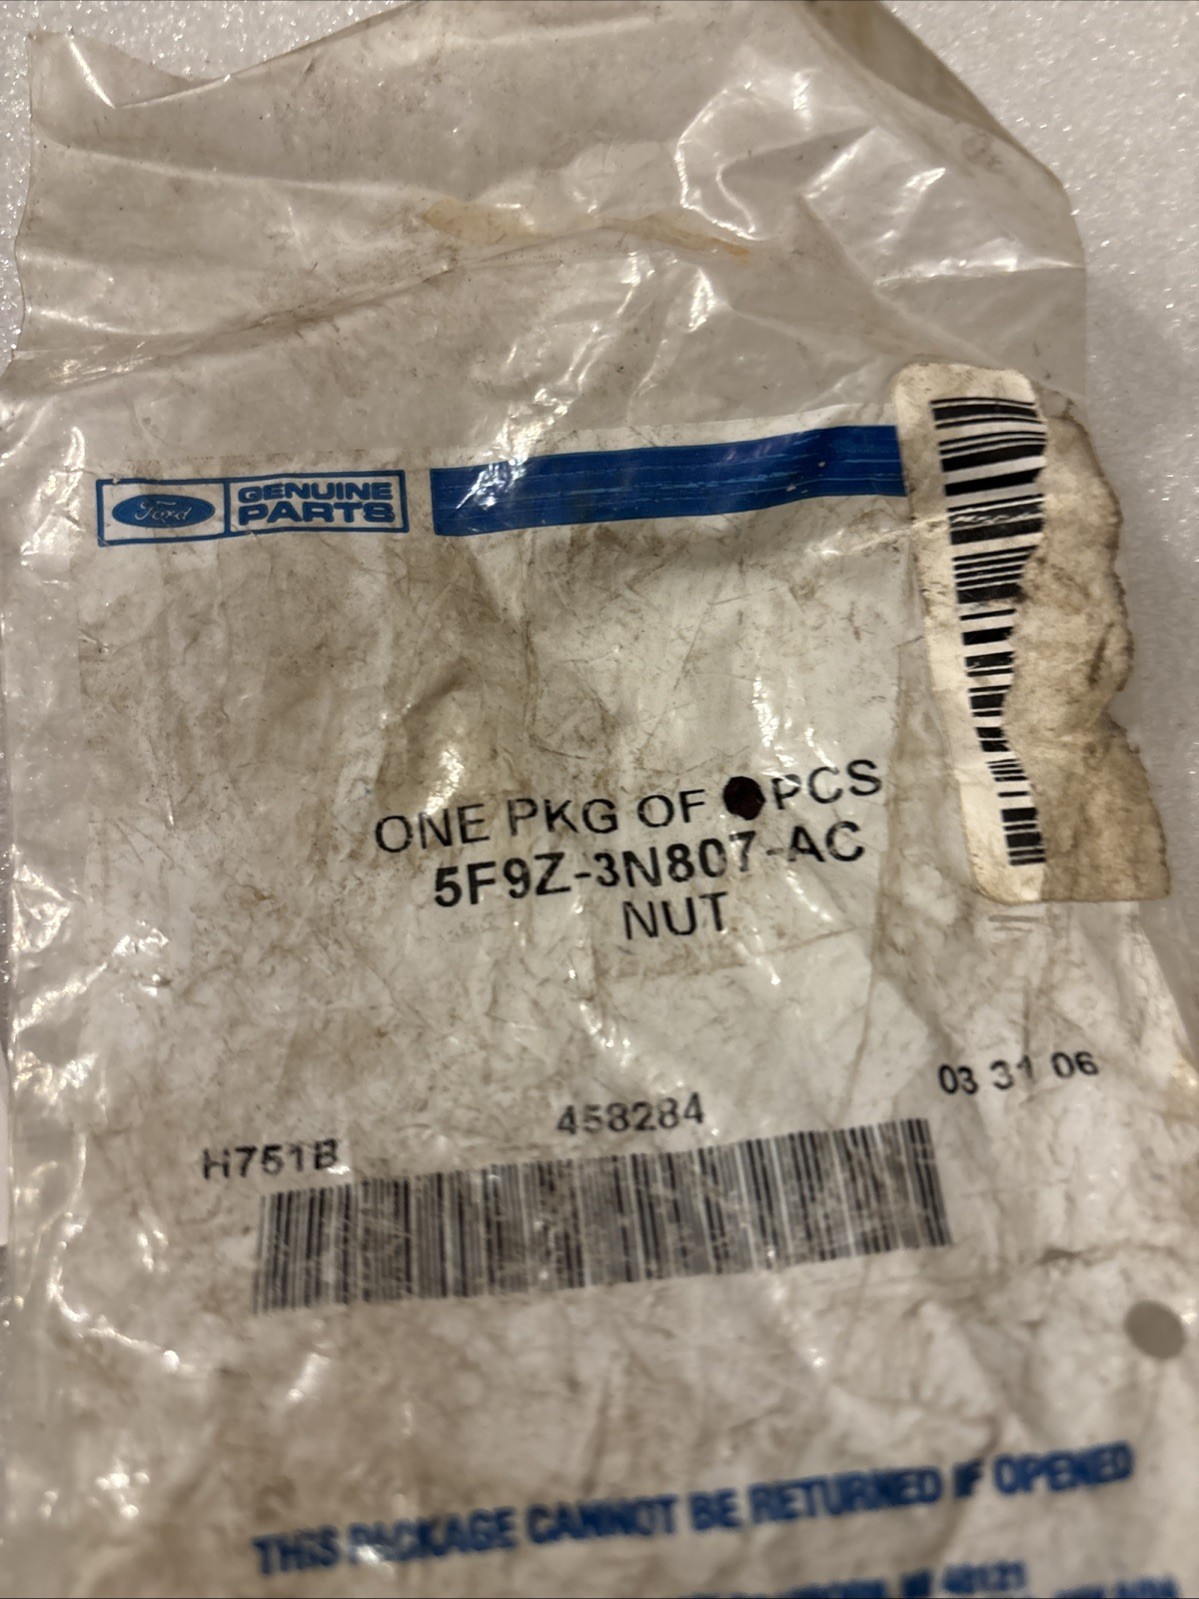 Ford
GENUINE
PARTS
ONE PKG OF PCS
5F9Z-3N807-AC
NUT
03 31 06
458284
H751B
THIS PACKAGE CANNOT BE RETURNED IF OPENED
48121